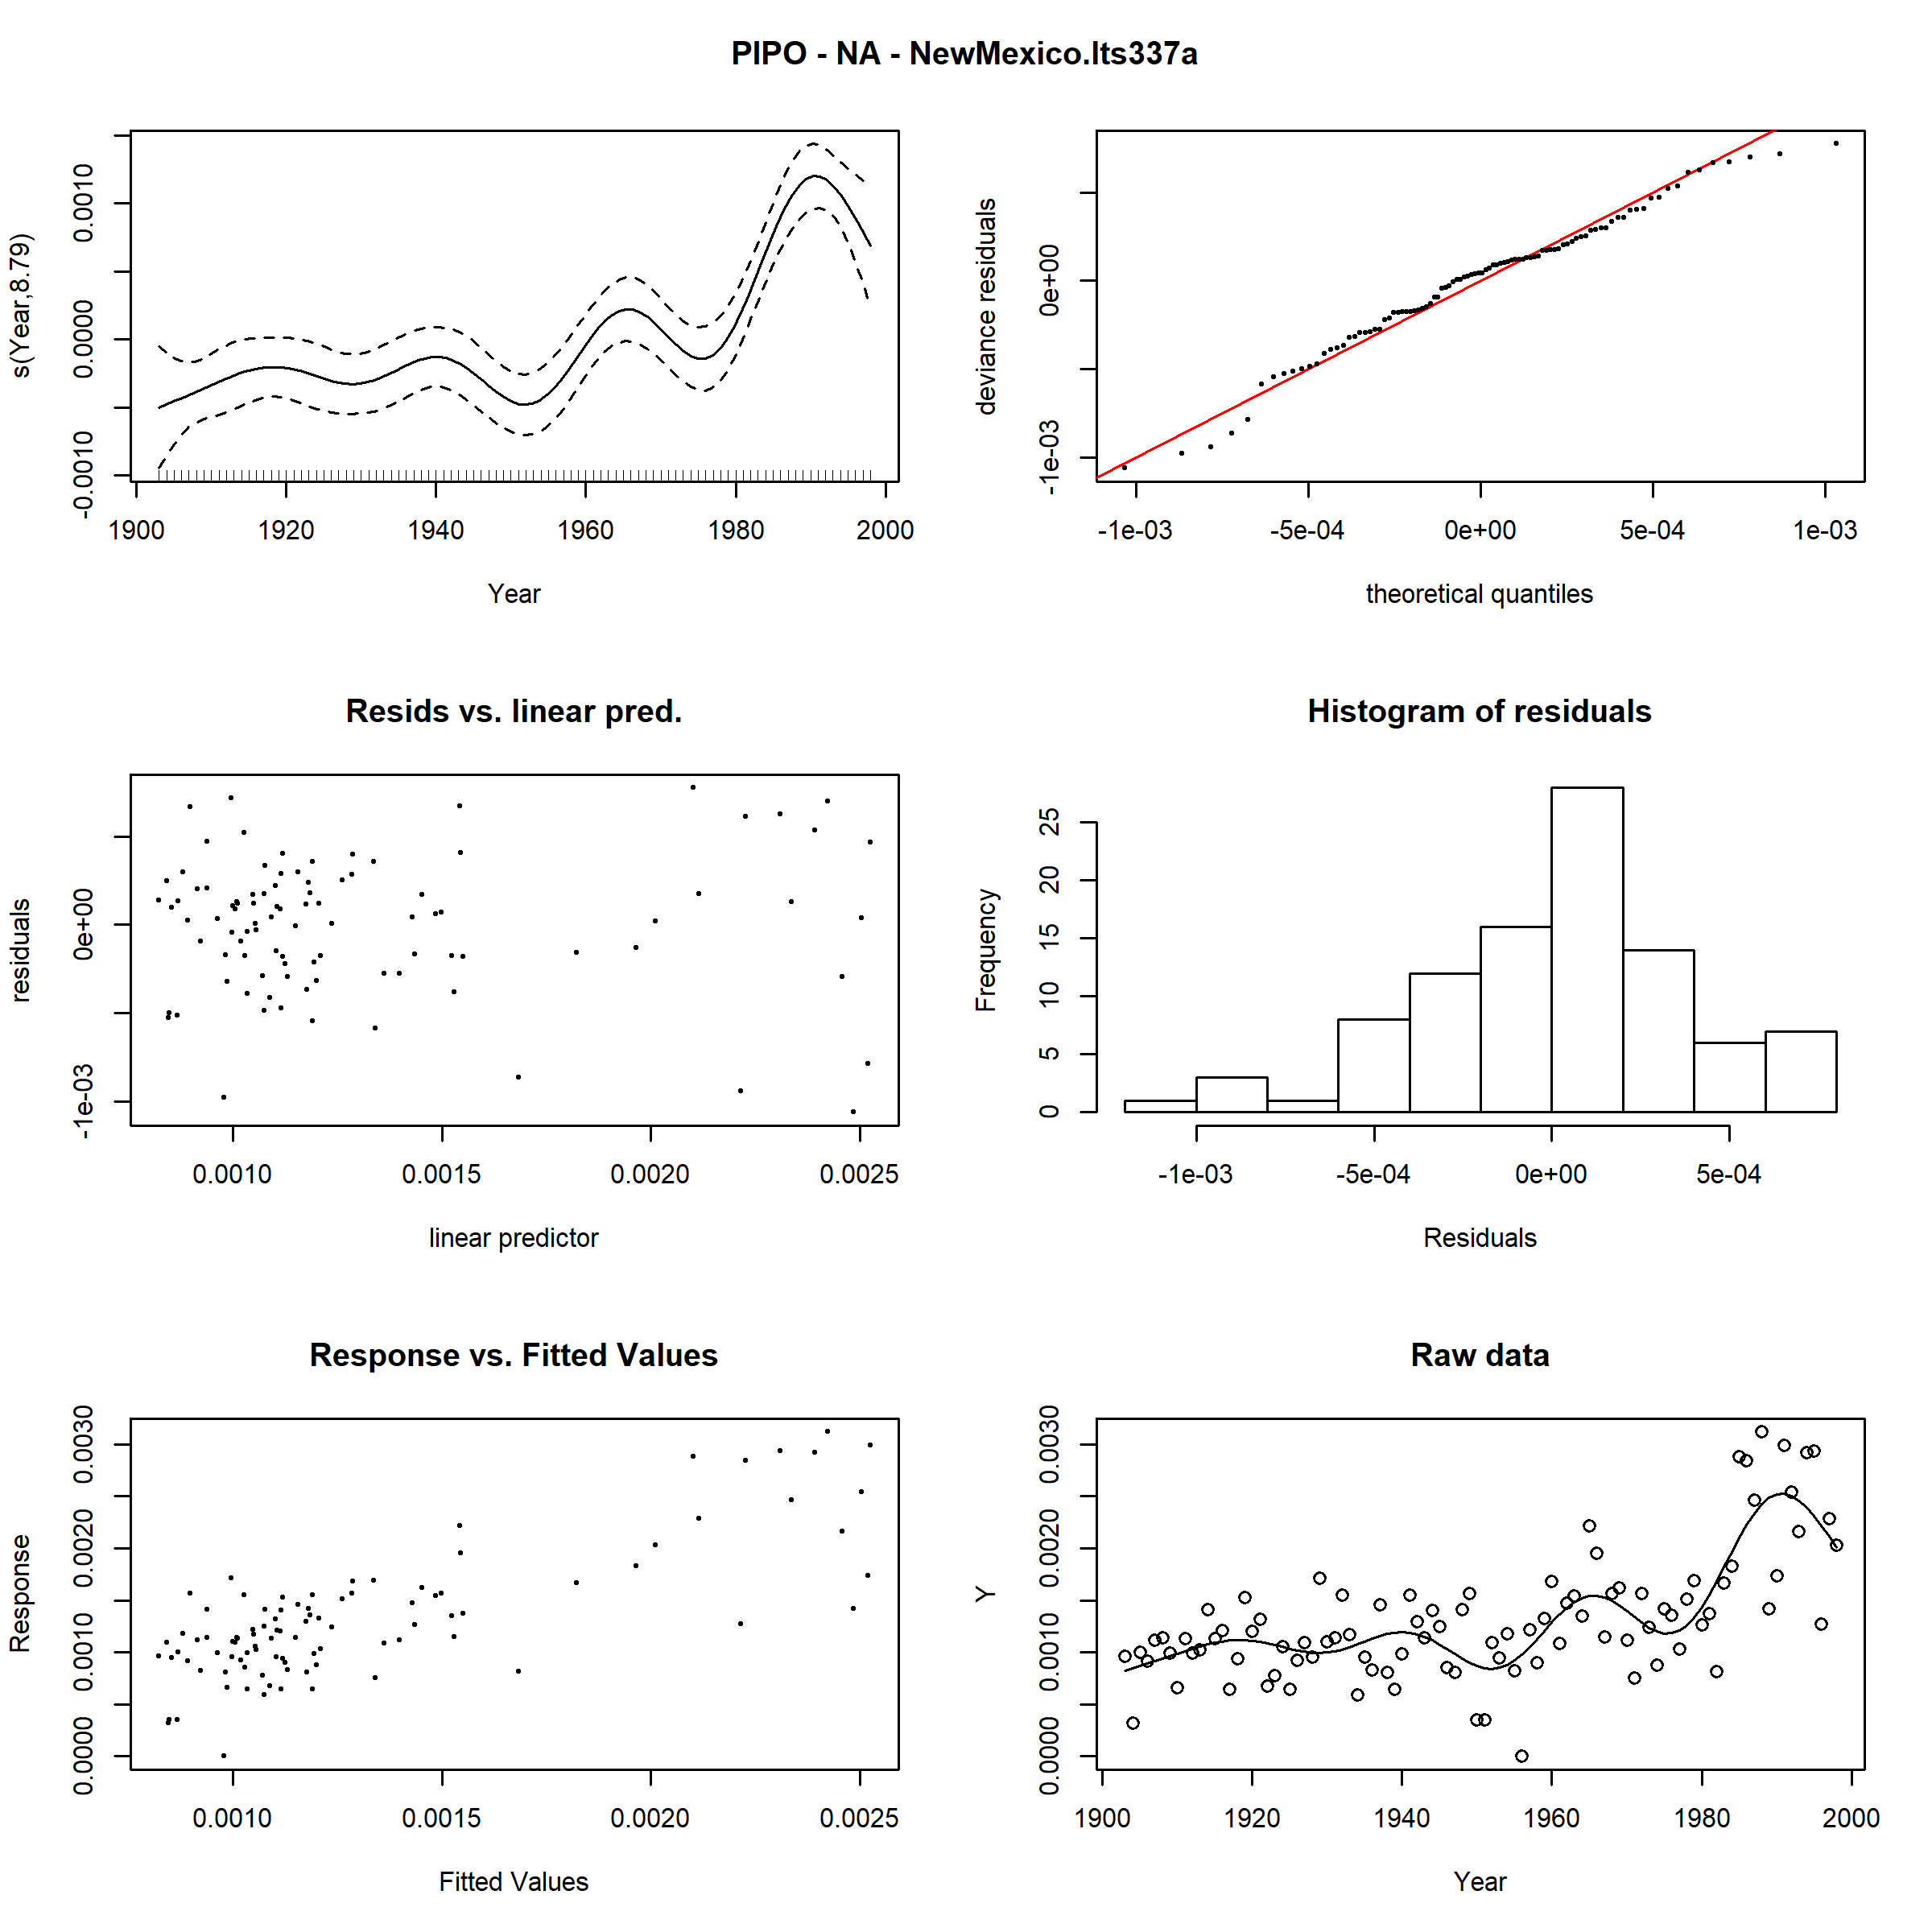 PIPO - NA - NewMexico.lts337a
s(Year,8.79)
-0.0010 0.0000 0.0010
1900 1920 1940 1960 1980 2000
Year
deviance residuals
-1e-03 0e+00
-1e-03 -5e-04 0e+00 5e-04 1e-03
theoretical quantiles
Resids vs. linear pred.
residuals
-1e-03 0e+00
0.0010 0.0015 0.0020 0.0025
linear predictor
Histogram of residuals
Frequency
0 5 10 15 20 25
-1e-03 -5e-04 0e+00 5e-04
Residuals
Response vs. Fitted Values
Response
0.0000 0.0010 0.0020 0.0030
0.0010 0.0015 0.0020 0.0025
Fitted Values
Raw data
Y
0.0000 0.0010 0.0020 0.0030
1900 1920 1940 1960 1980 2000
Year